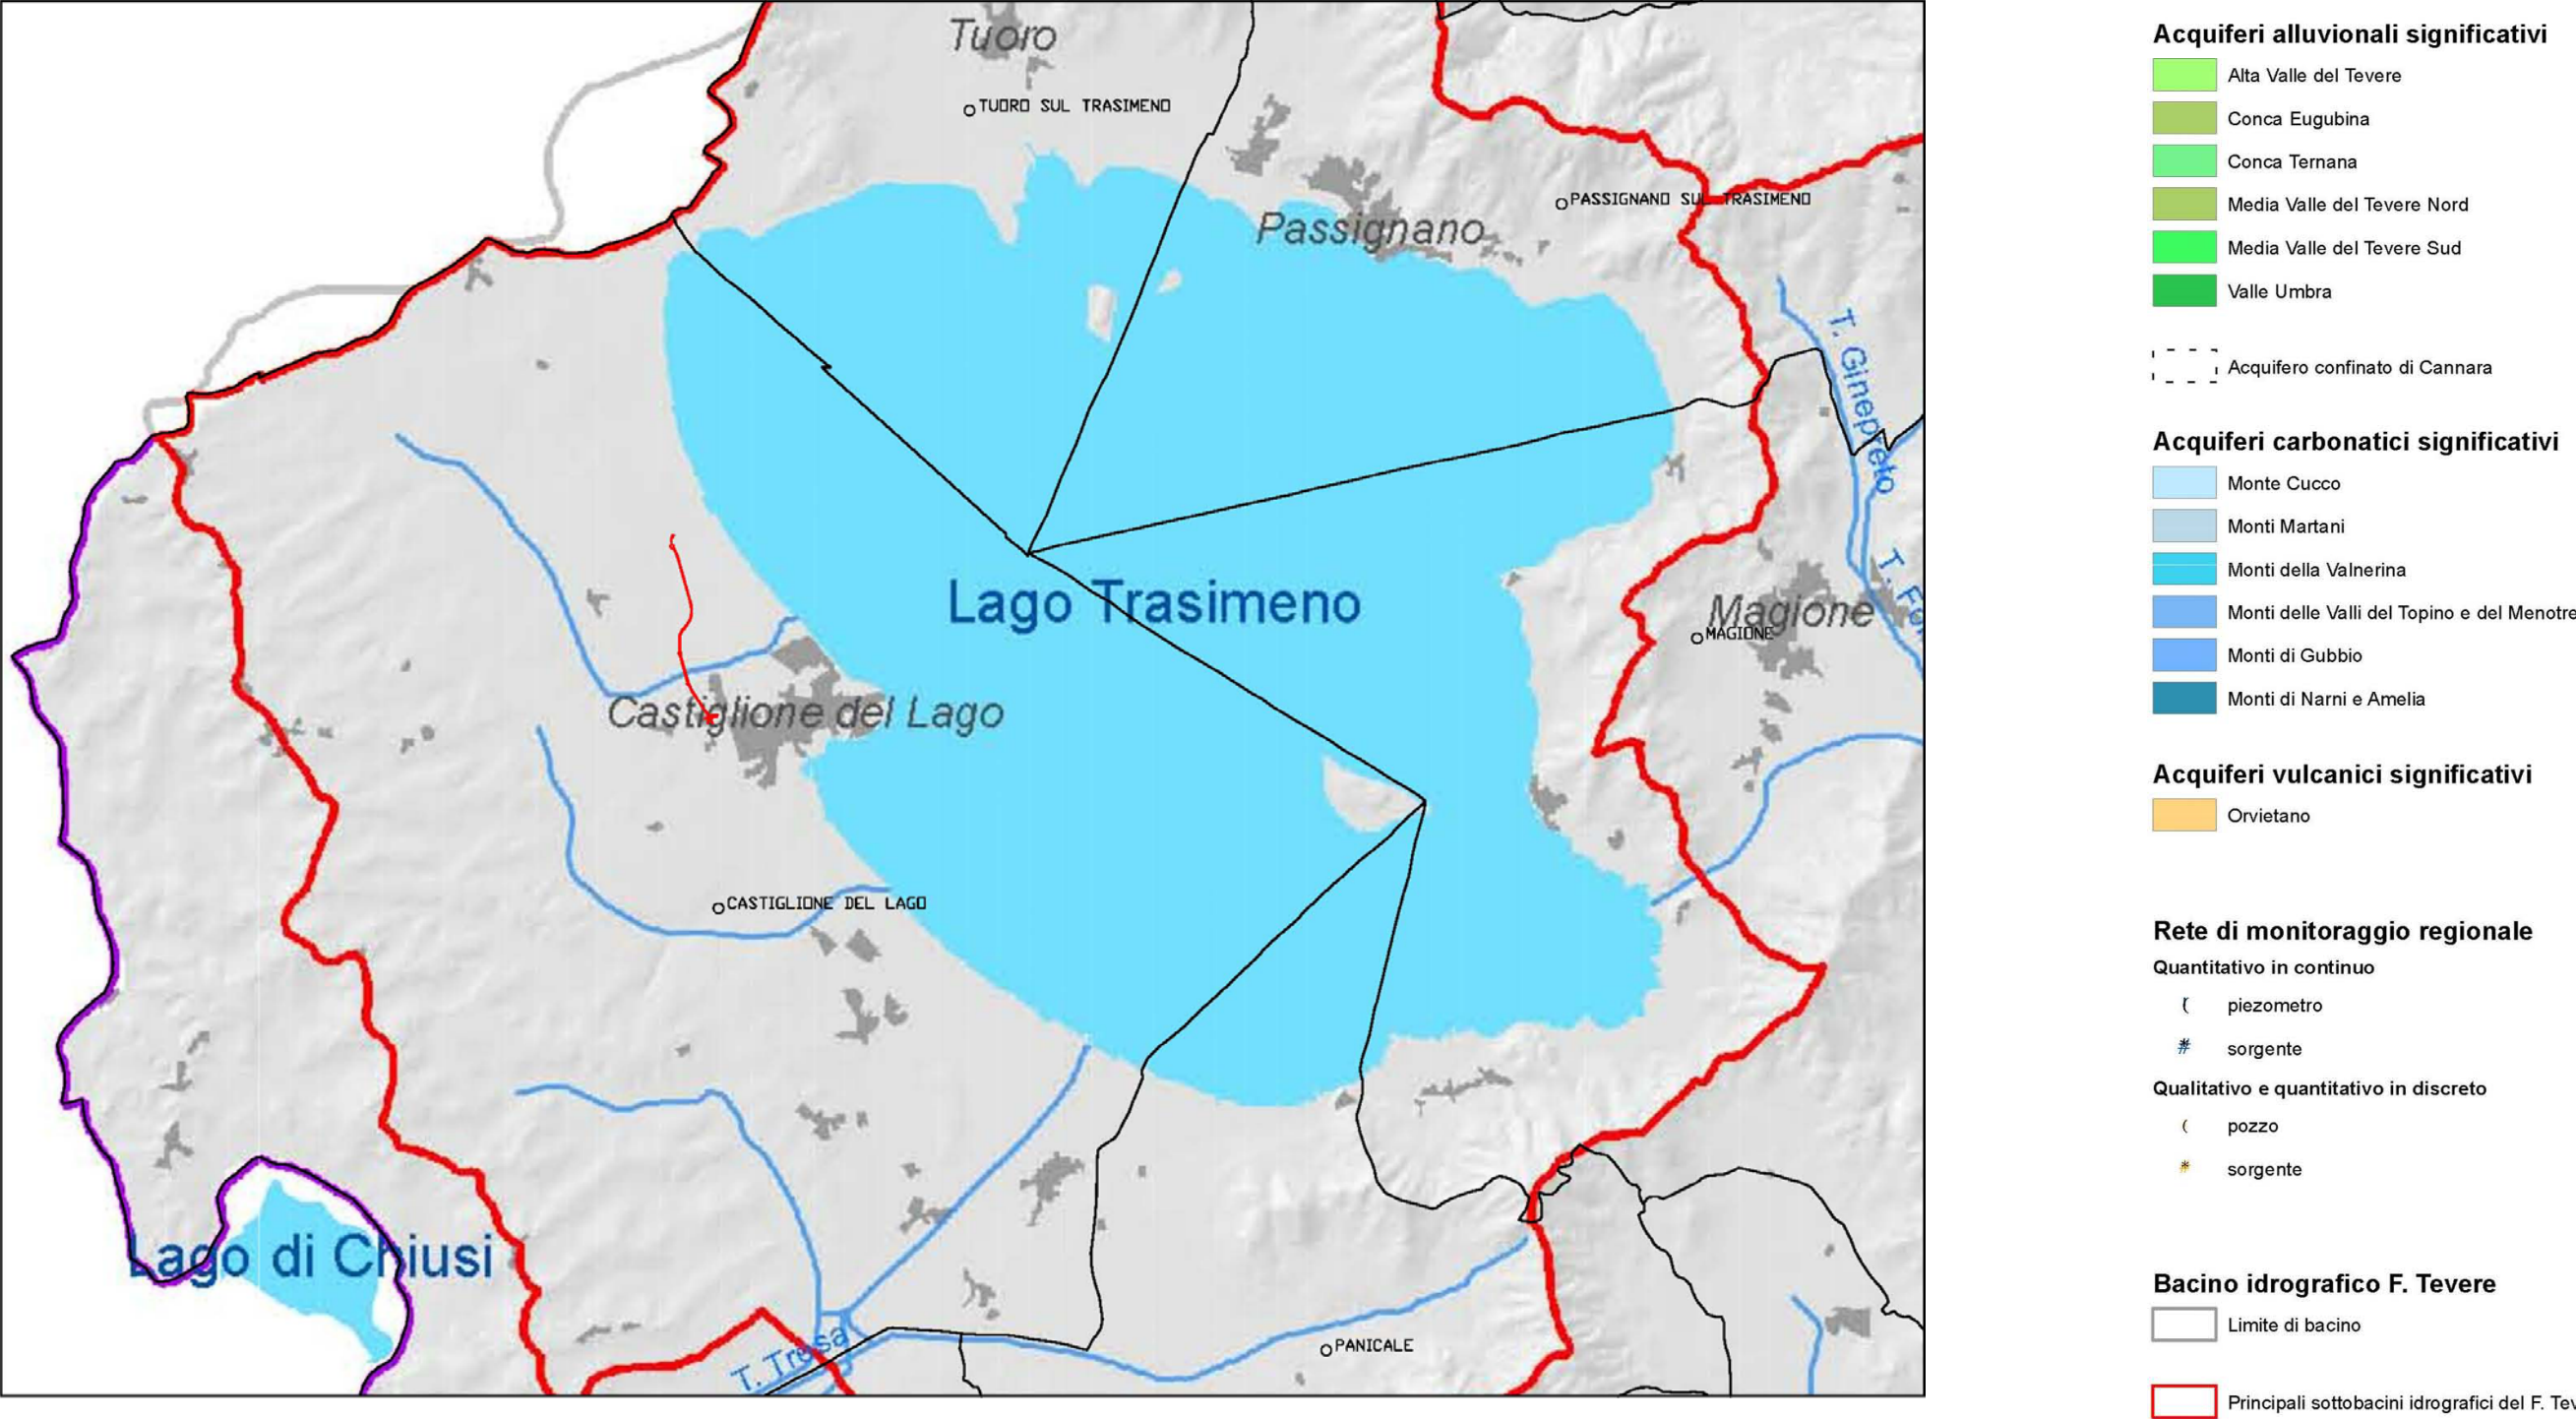 Tuoro
TUORO SUL TRASIMENO
PASSIGNANO SUL TRASIMENO
Passignano
T. Ginepreto
Lago Trasimeno
Magione
MAGIONE
Castiglione del Lago
CASTIGLIONE DEL LAGO
Lago di Chiusi
T. Tresa
PANICALE
Acquiferi alluvionali significativi
Alta Valle del Tevere
Conca Eugubina
Conca Ternana
Media Valle del Tevere Nord
Media Valle del Tevere Sud
Valle Umbra
Acquifero confinato di Cannara
Acquiferi carbonatici significativi
Monte Cucco
Monti Martani
Monti della Valnerina
Monti delle Valli del Topino e del Menotre
Monti di Gubbio
Monti di Narni e Amelia
Acquiferi vulcanici significativi
Orvietano
Rete di monitoraggio regionale
Quantitativo in continuo
piezometro
sorgente
Qualitativo e quantitativo in discreto
pozzo
sorgente
Bacino idrografico F. Tevere
Limite di bacino
Principali sottobacini idrografici del F. Tev